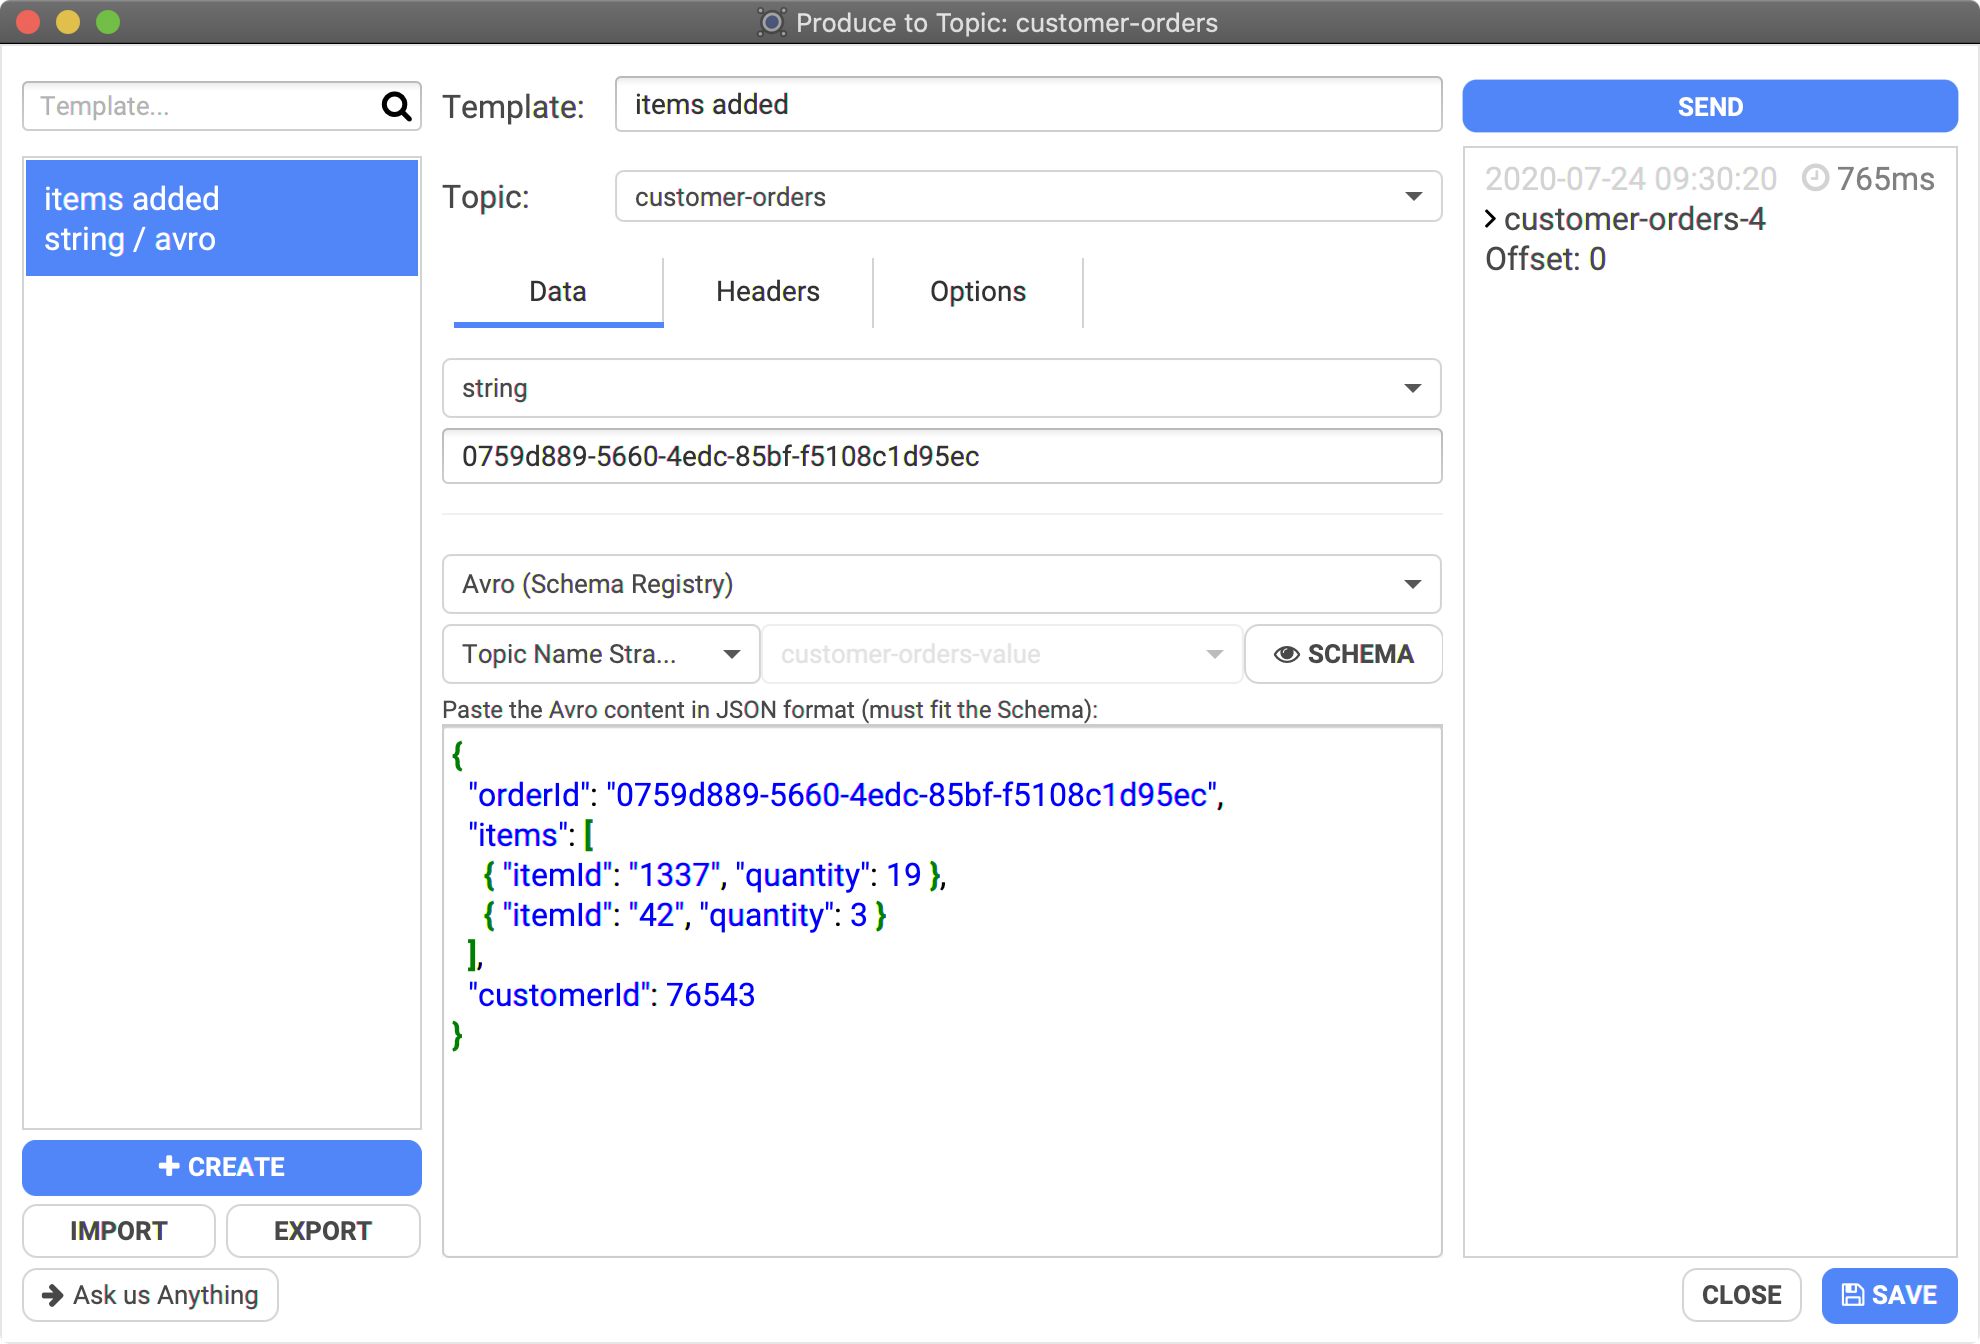 Produce to Topic: customer-orders
Template...
items added
string / avro
CREATE
IMPORT
EXPORT
Ask us Anything
Template:
items added
Topic:
customer-orders
Data
Headers
Options
string
0759d889-5660-4edc-85bf-f5108c1d95ec
Avro (Schema Registry)
Topic Name Stra...
customer-orders-value
SCHEMA
Paste the Avro content in JSON format (must fit the Schema):
{
"orderId": "0759d889-5660-4edc-85bf-f5108c1d95ec",
"items": [
{ "itemId": "1337", "quantity": 19 },
{ "itemId": "42", "quantity": 3 }
],
"customerId": 76543
}
SEND
2020-07-24 09:30:20 765ms
customer-orders-4
Offset: 0
CLOSE
SAVE